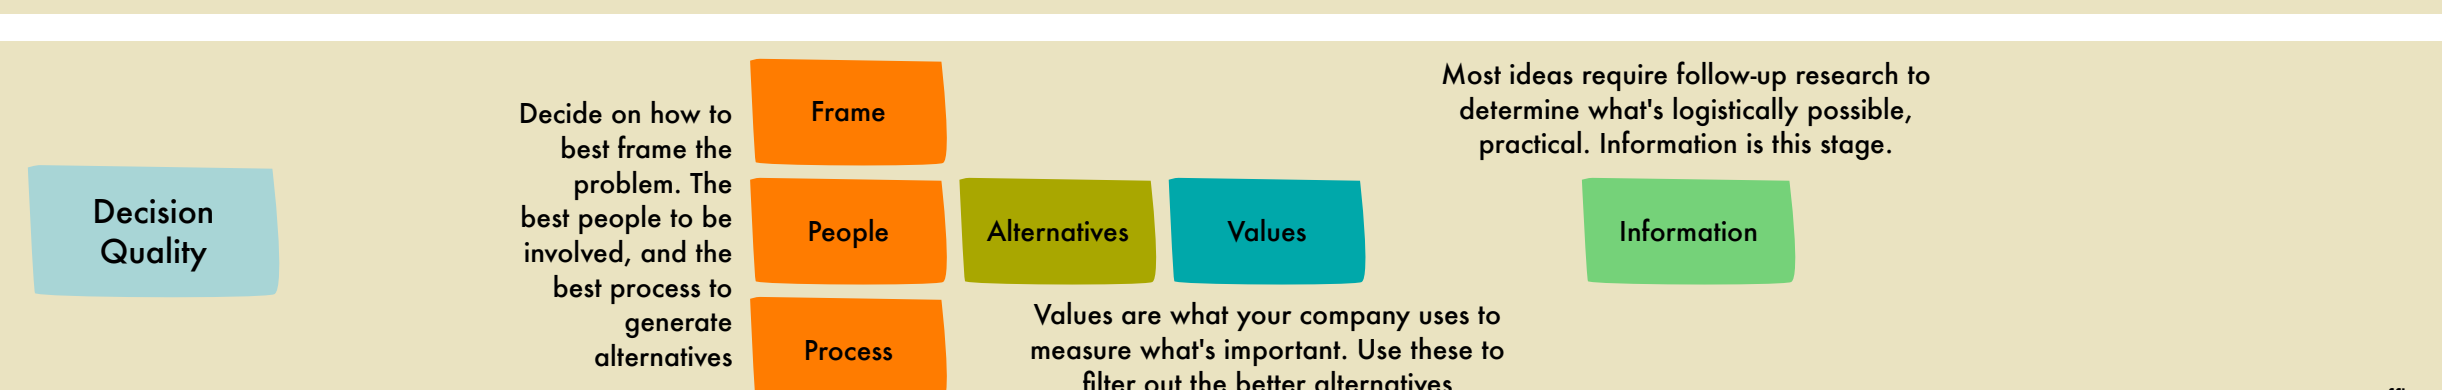 Decision
Quality
Decide on how to
best frame the
problem. The
best people to be
involved, and the
best process to
generate
alternatives
Frame
People
Process
Alternatives
Values
Values are what your company uses to
measure what's important. Use these to
filter out the better alternatives
Most ideas require follow-up research to
determine what's logistically possible,
practical. Information is this stage.
Information